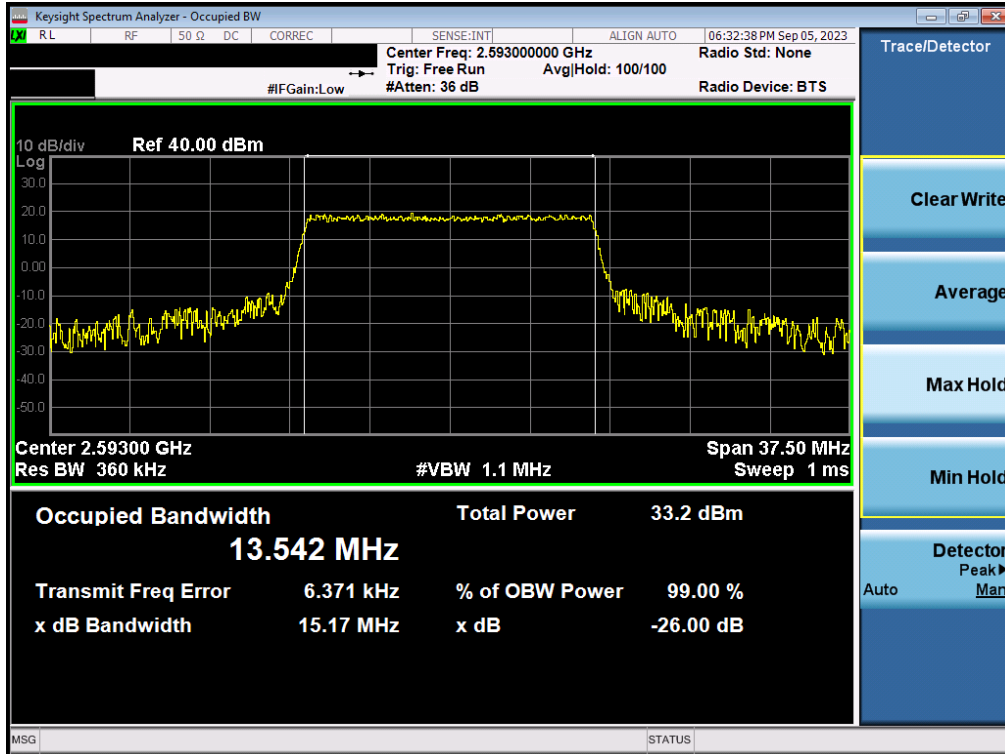 Keysight Spectrum Analyzer - Occupied BW
LXI RL RF 50 Ω DC CORREC SENSE:INT ALIGN AUTO 06:32:38 PM Sep 05, 2023
Center Freq: 2.593000000 GHz Radio Std: None
Trig: Free Run Avg|Hold: 100/100
#IFGain:Low #Atten: 36 dB Radio Device: BTS
Trace/Detector
10 dB/div Ref 40.00 dBm
Log
30.0
20.0
10.0
0.00
-10.0
-20.0
-30.0
-40.0
-50.0
Center 2.59300 GHz Span 37.50 MHz
Res BW 360 kHz #VBW 1.1 MHz Sweep 1 ms
Occupied Bandwidth Total Power 33.2 dBm
13.542 MHz
Transmit Freq Error 6.371 kHz % of OBW Power 99.00 %
x dB Bandwidth 15.17 MHz x dB -26.00 dB
Clear Write
Average
Max Hold
Min Hold
Detector
Peak
Auto Man
MSG STATUS